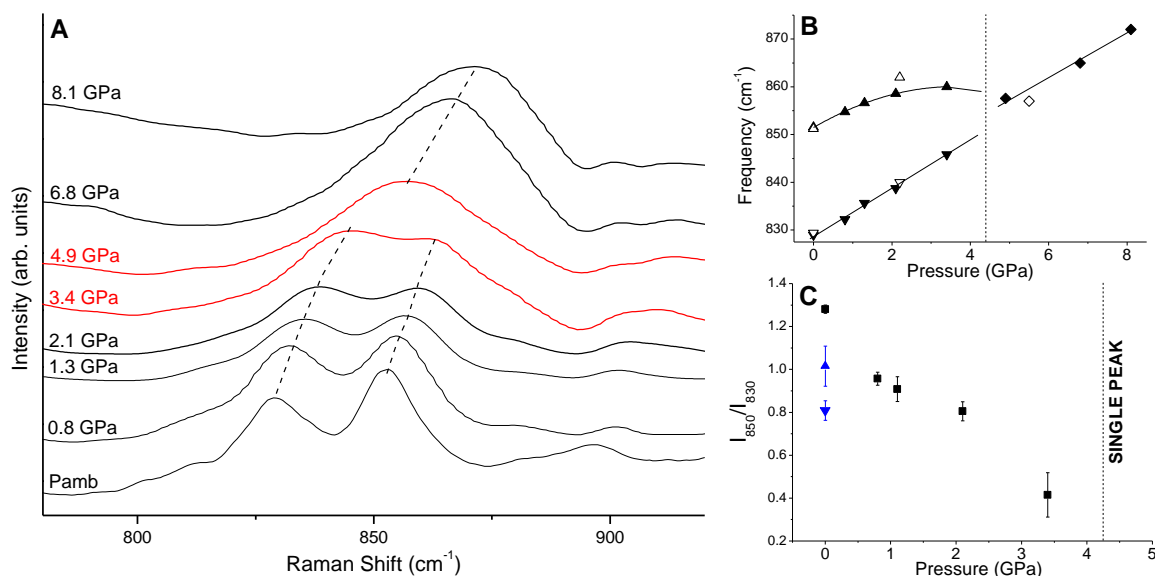 A
8.1 GPa
6.8 GPa
4.9 GPa
3.4 GPa
2.1 GPa
1.3 GPa
0.8 GPa
Pamb
Intensity (arb. units)
800 850 900
Raman Shift (cm⁻¹)
B
870
860
850
840
830
Frequency (cm⁻¹)
0 2 4 6 8
Pressure (GPa)
C
1.4
1.2
1.0
0.8
0.6
0.4
0.2
I₈₅₀/I₈₃₀
SINGLE PEAK
0 1 2 3 4 5
Pressure (GPa)